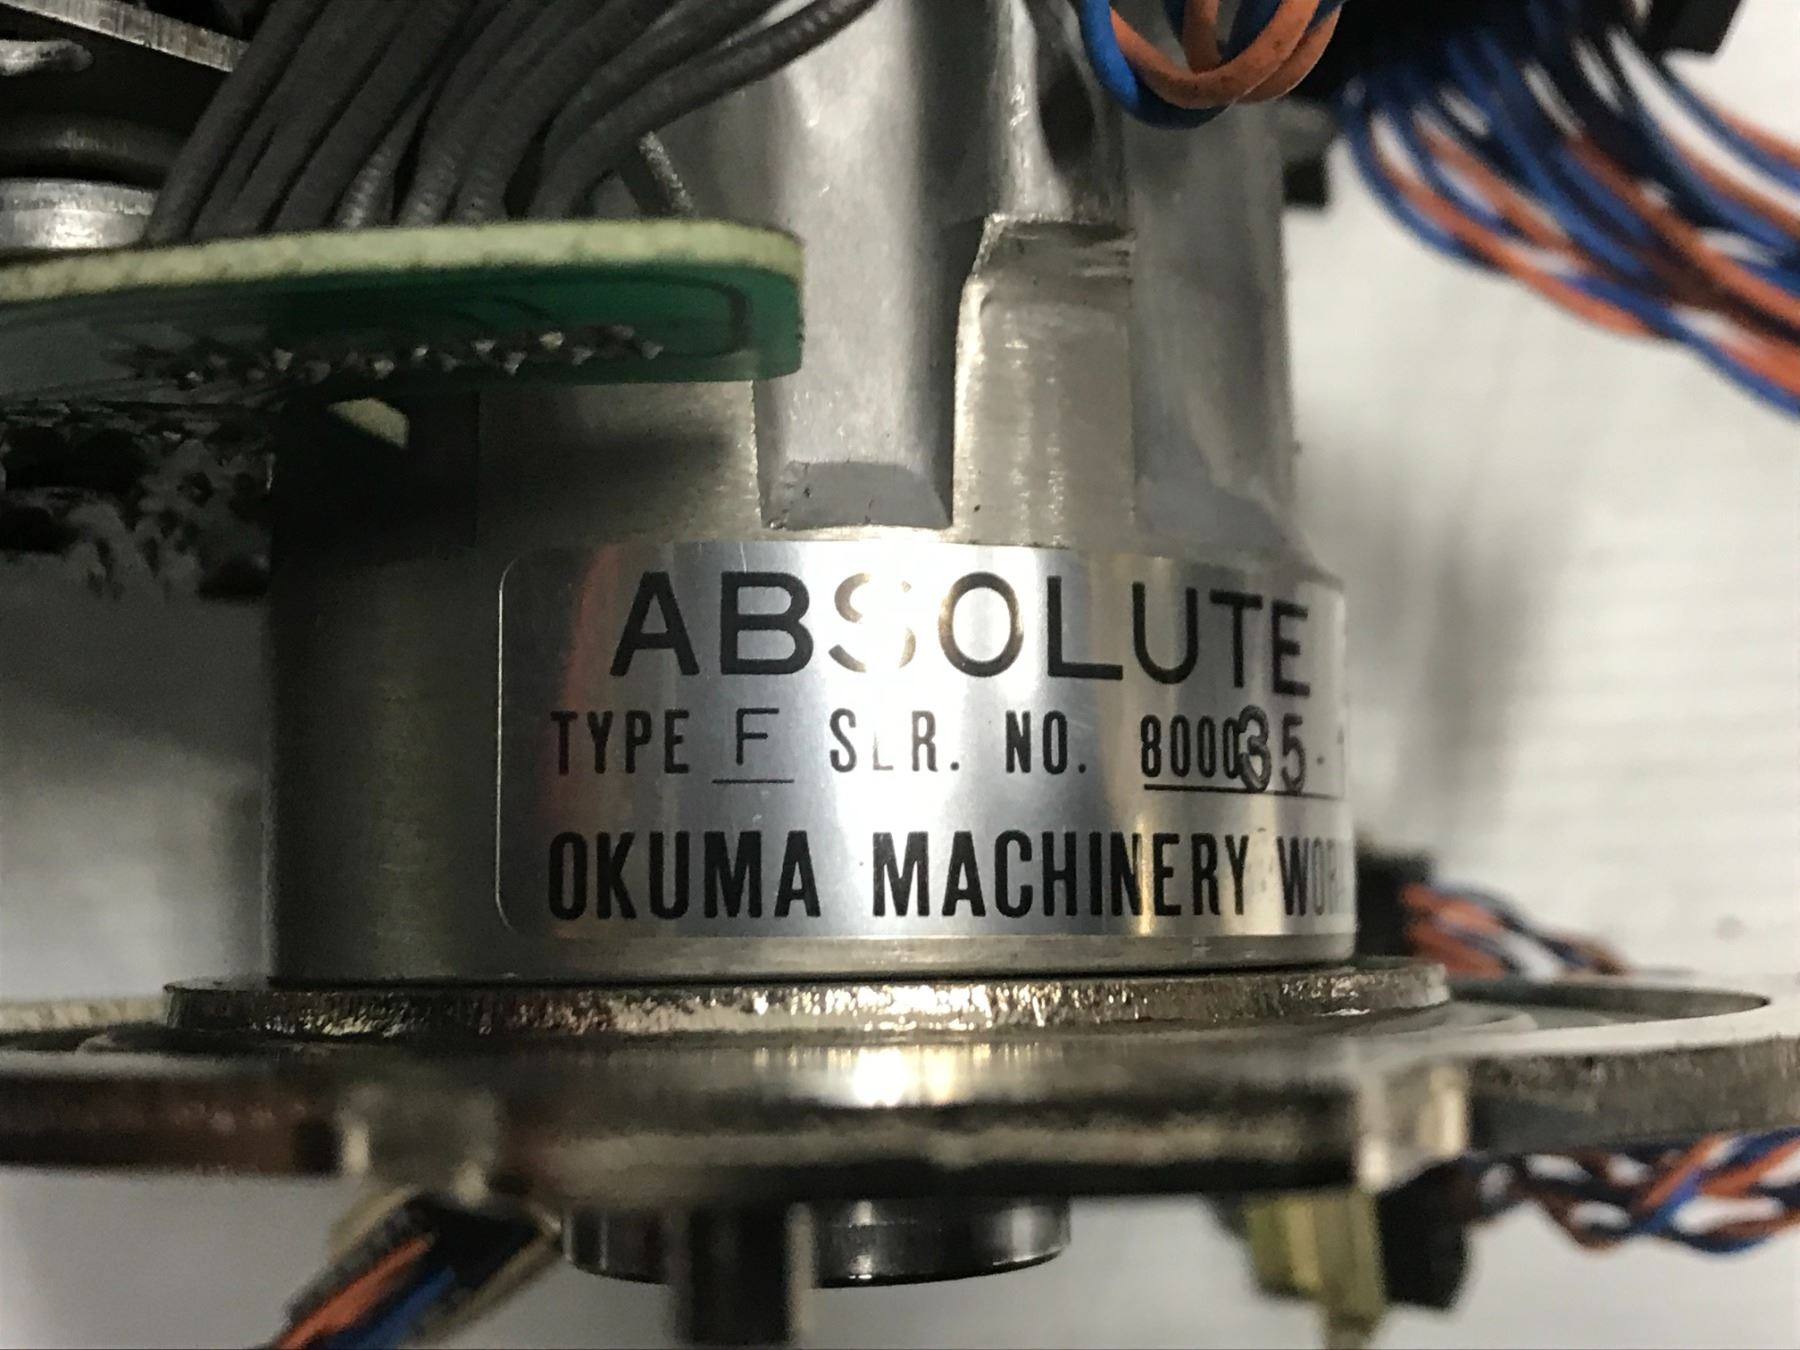 ABSOLUTE
TYPE F SER. NO. 800035-
OKUMA MACHINERY